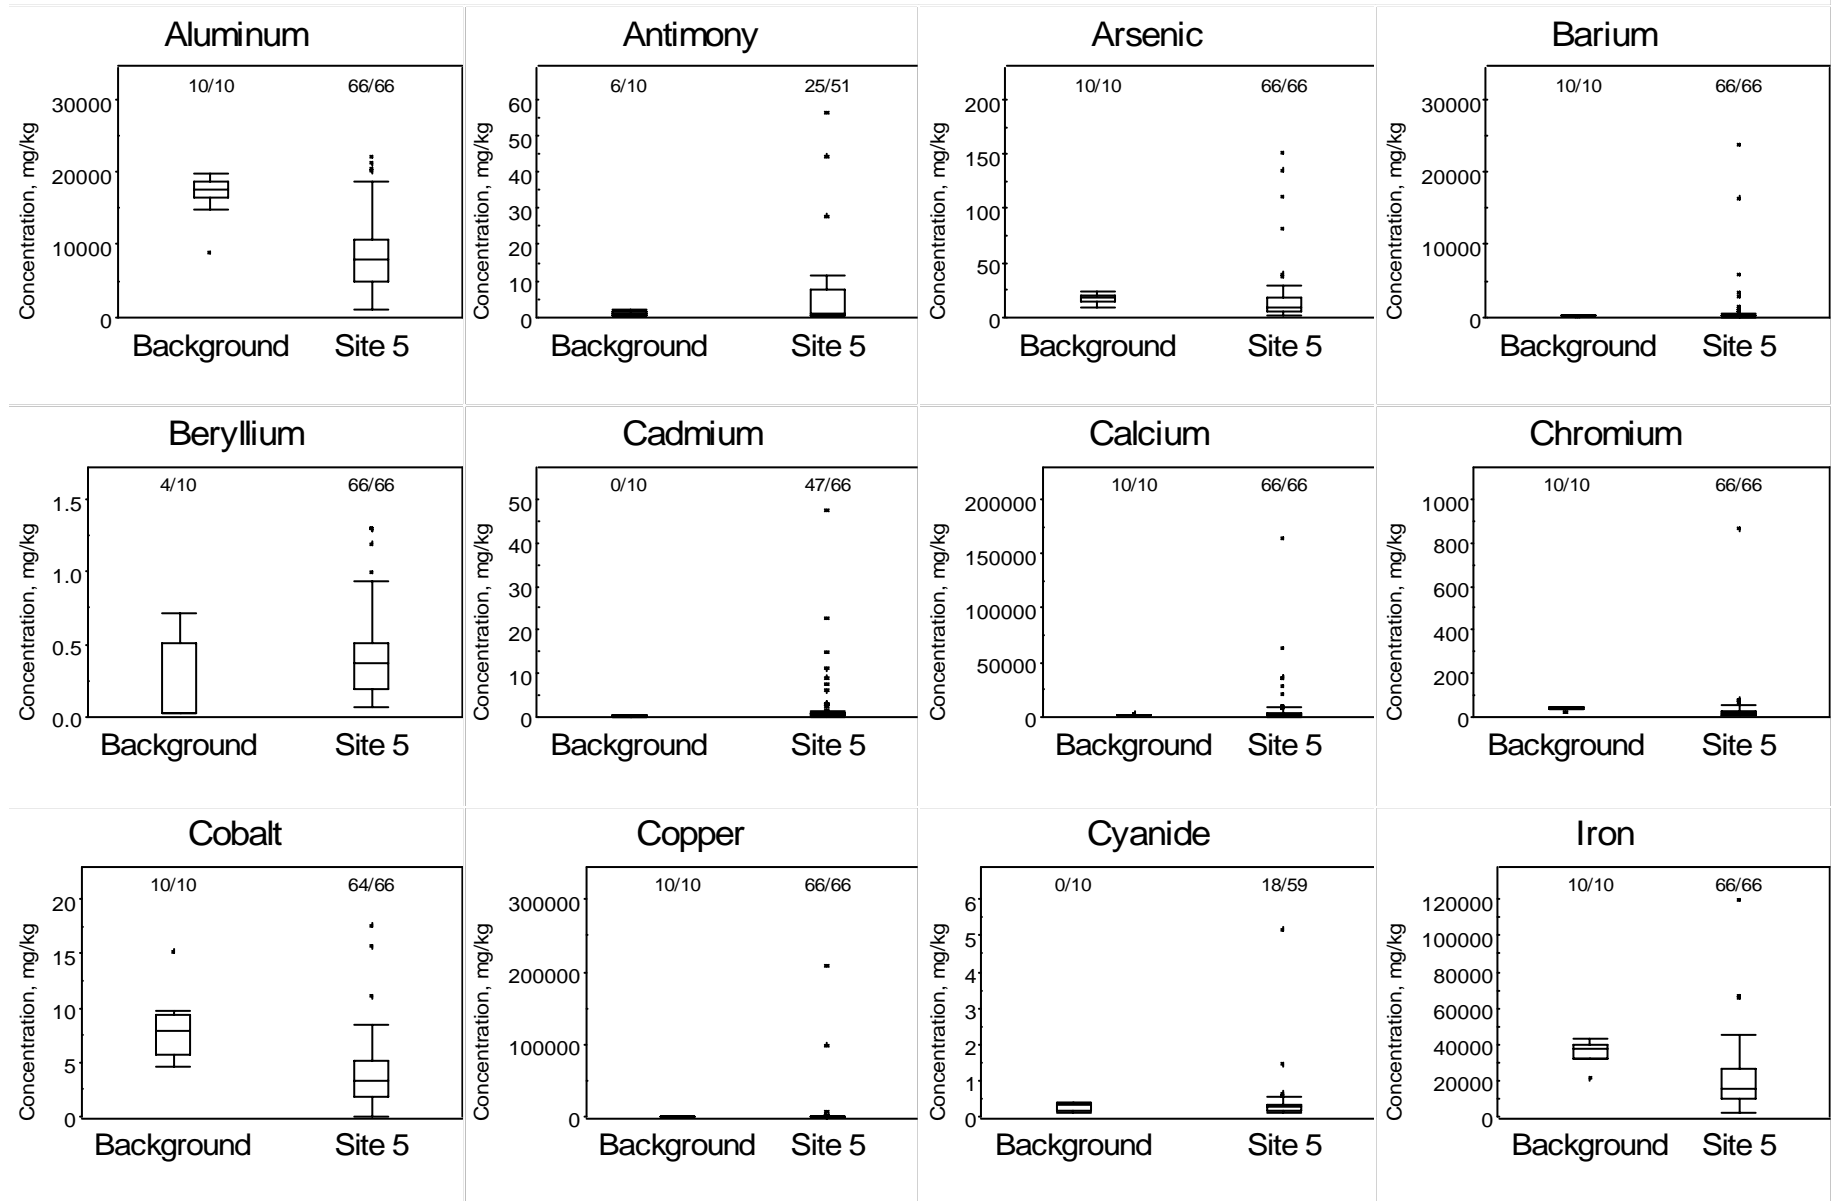 Aluminum
Concentration, mg/kg
30000
20000
10000
0
10/10
66/66
Background
Site 5
Antimony
Concentration, mg/kg
60
50
40
30
20
10
0
6/10
25/51
Background
Site 5
Arsenic
Concentration, mg/kg
200
150
100
50
0
10/10
66/66
Background
Site 5
Barium
Concentration, mg/kg
30000
20000
10000
0
10/10
66/66
Background
Site 5
Beryllium
Concentration, mg/kg
1.5
1.0
0.5
0.0
4/10
66/66
Background
Site 5
Cadmium
Concentration, mg/kg
50
40
30
20
10
0
0/10
47/66
Background
Site 5
Calcium
Concentration, mg/kg
200000
150000
100000
50000
0
10/10
66/66
Background
Site 5
Chromium
Concentration, mg/kg
1000
800
600
400
200
0
10/10
66/66
Background
Site 5
Cobalt
Concentration, mg/kg
20
15
10
5
0
10/10
64/66
Background
Site 5
Copper
Concentration, mg/kg
300000
200000
100000
0
10/10
66/66
Background
Site 5
Cyanide
Concentration, mg/kg
6
5
4
3
2
1
0
0/10
18/59
Background
Site 5
Iron
Concentration, mg/kg
120000
100000
80000
60000
40000
20000
0
10/10
66/66
Background
Site 5